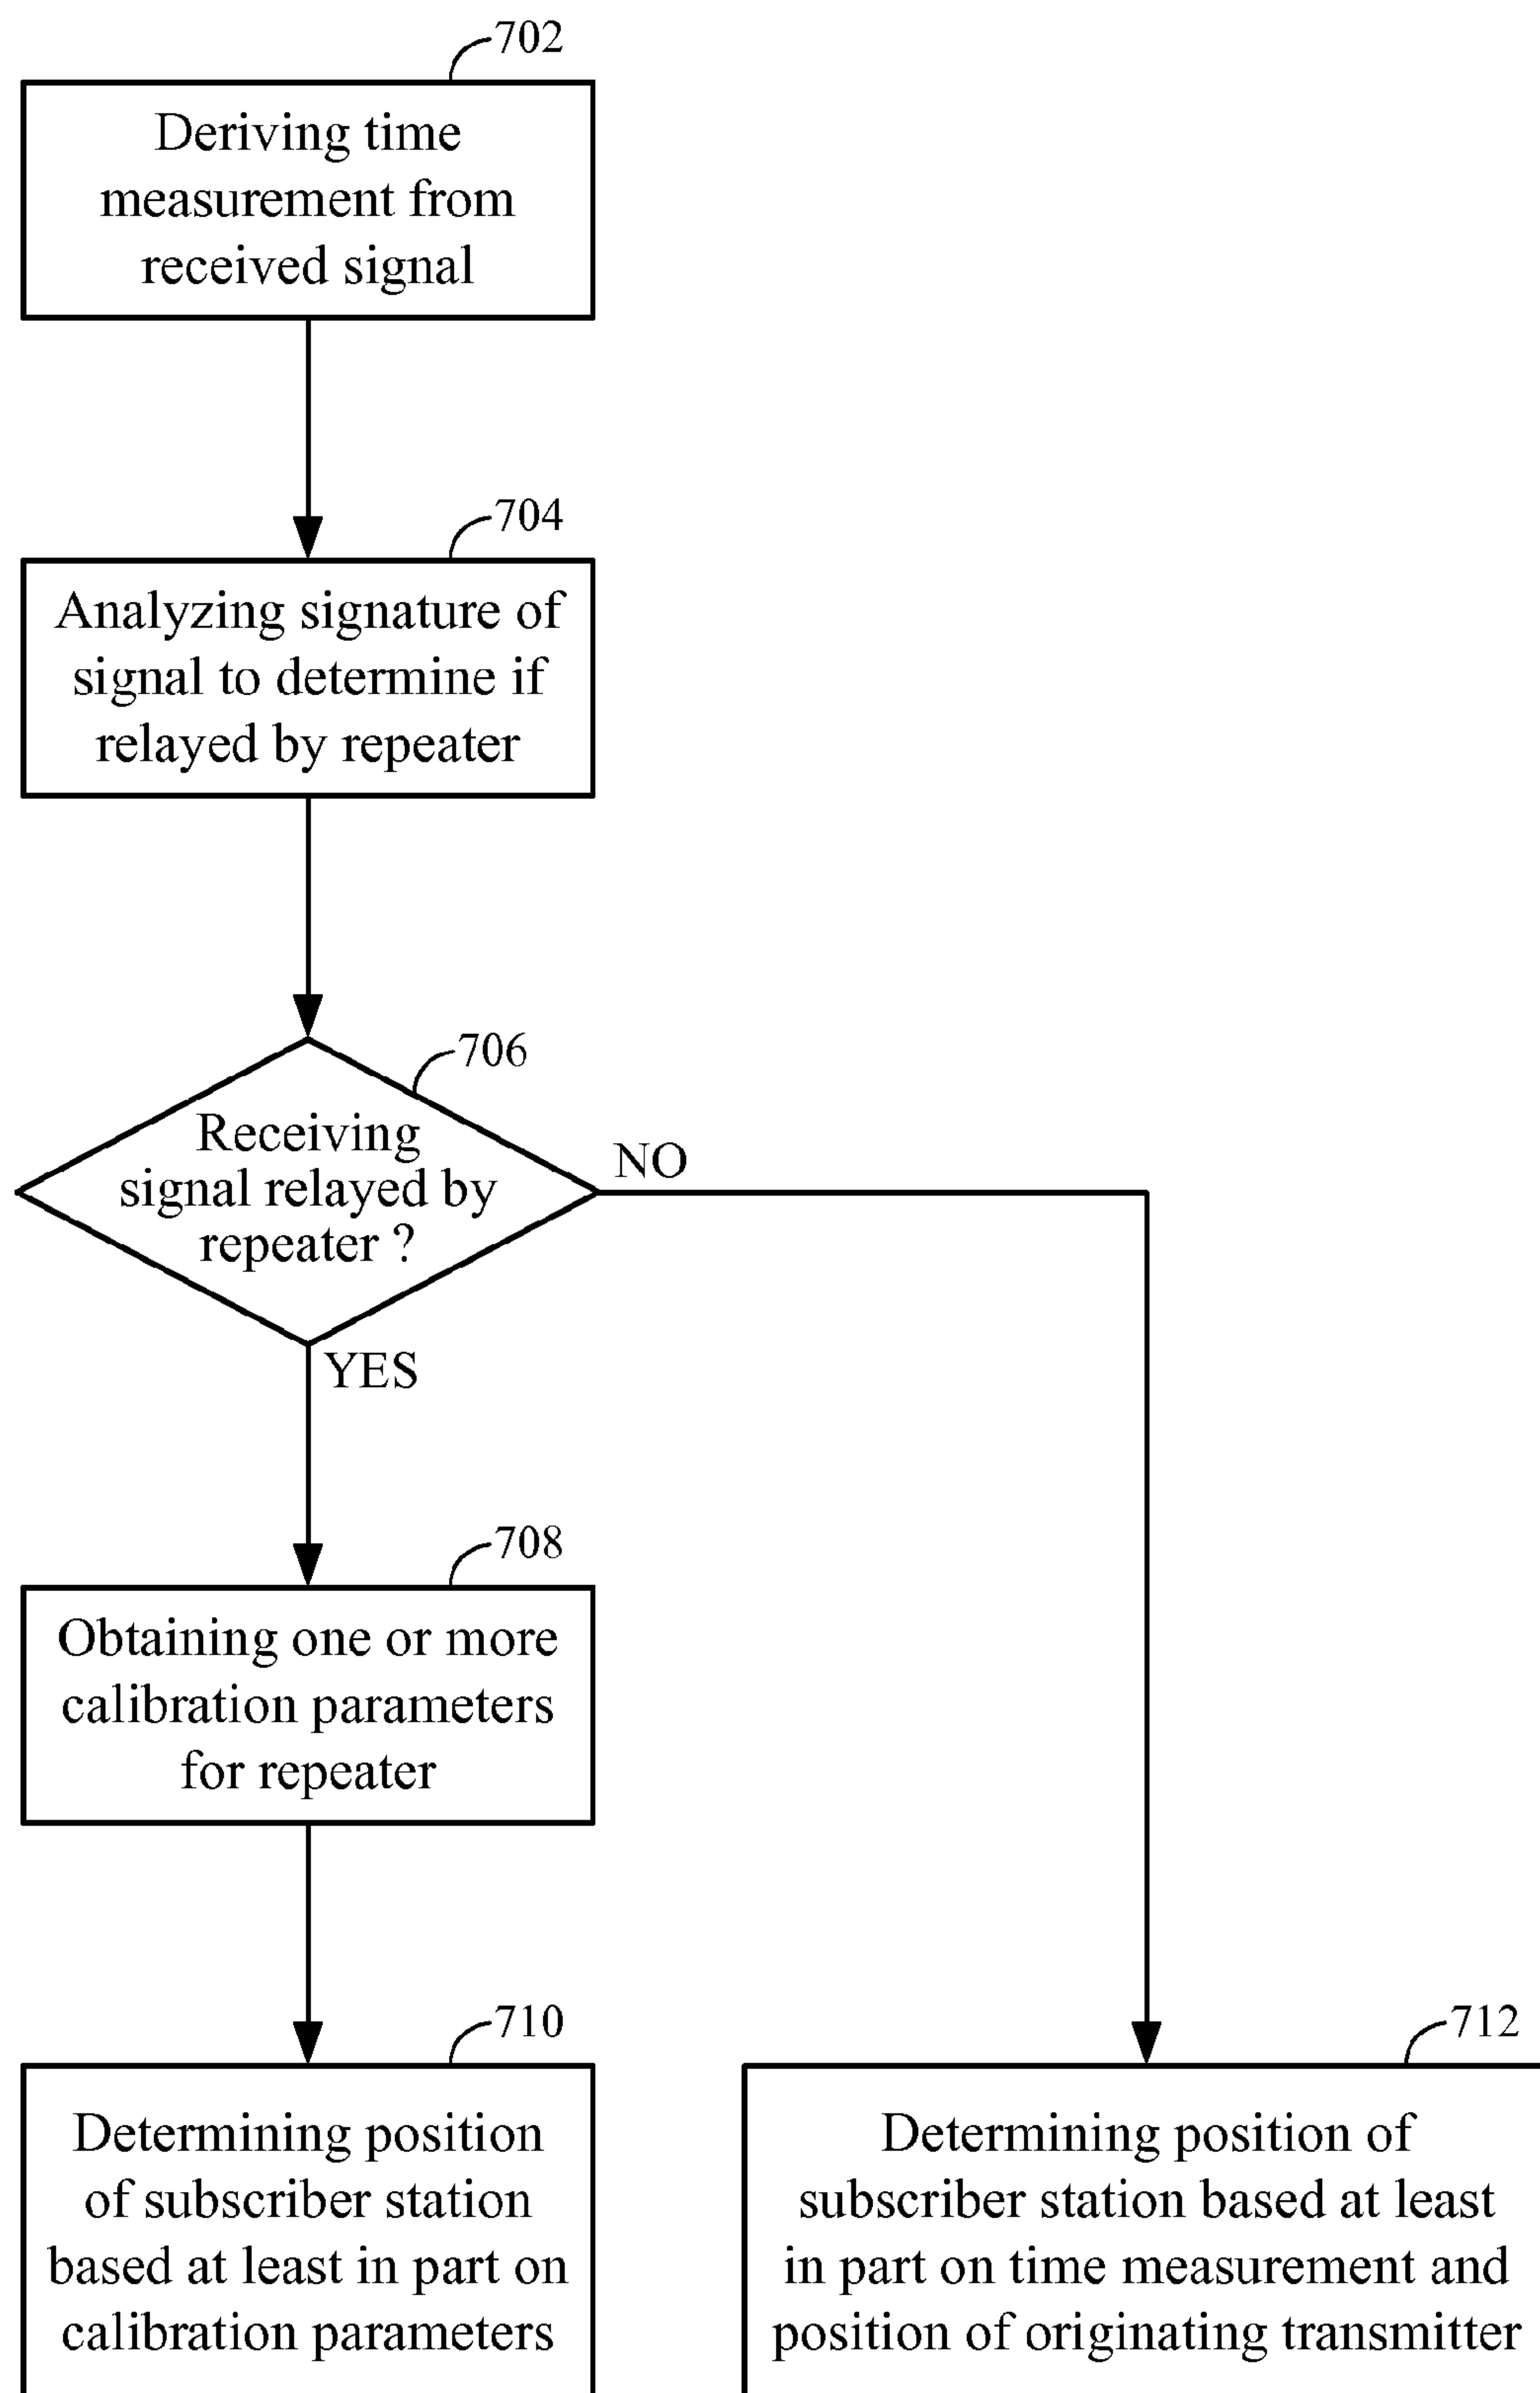 702
Deriving time
measurement from
received signal
704
Analyzing signature of
signal to determine if
relayed by repeater
706
Receiving
signal relayed by
repeater ?
NO
YES
708
Obtaining one or more
calibration parameters
for repeater
710
Determining position
of subscriber station
based at least in part on
calibration parameters
712
Determining position of
subscriber station based at least
in part on time measurement and
position of originating transmitter